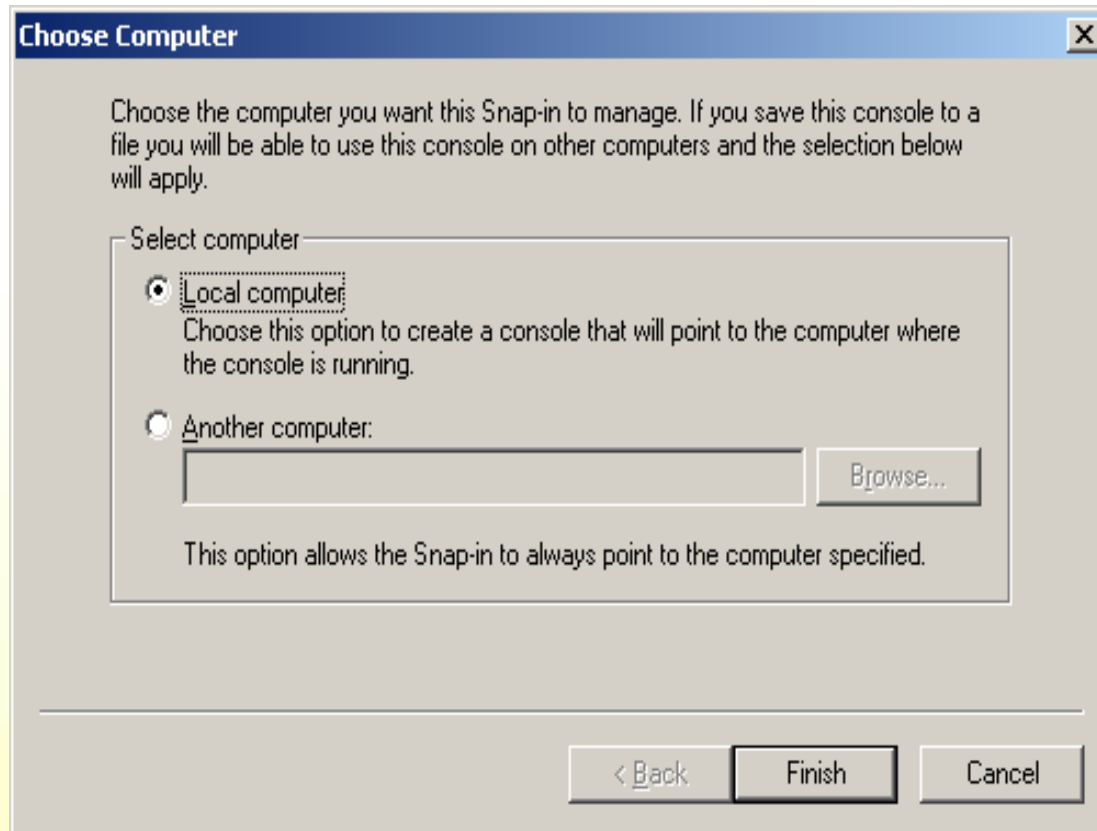 Choose Computer
Choose the computer you want this Snap-in to manage. If you save this console to a
file you will be able to use this console on other computers and the selection below
will apply.
Select computer
Local computer
Choose this option to create a console that will point to the computer where
the console is running.
Another computer:
Browse...
This option allows the Snap-in to always point to the computer specified.
< Back
Finish
Cancel